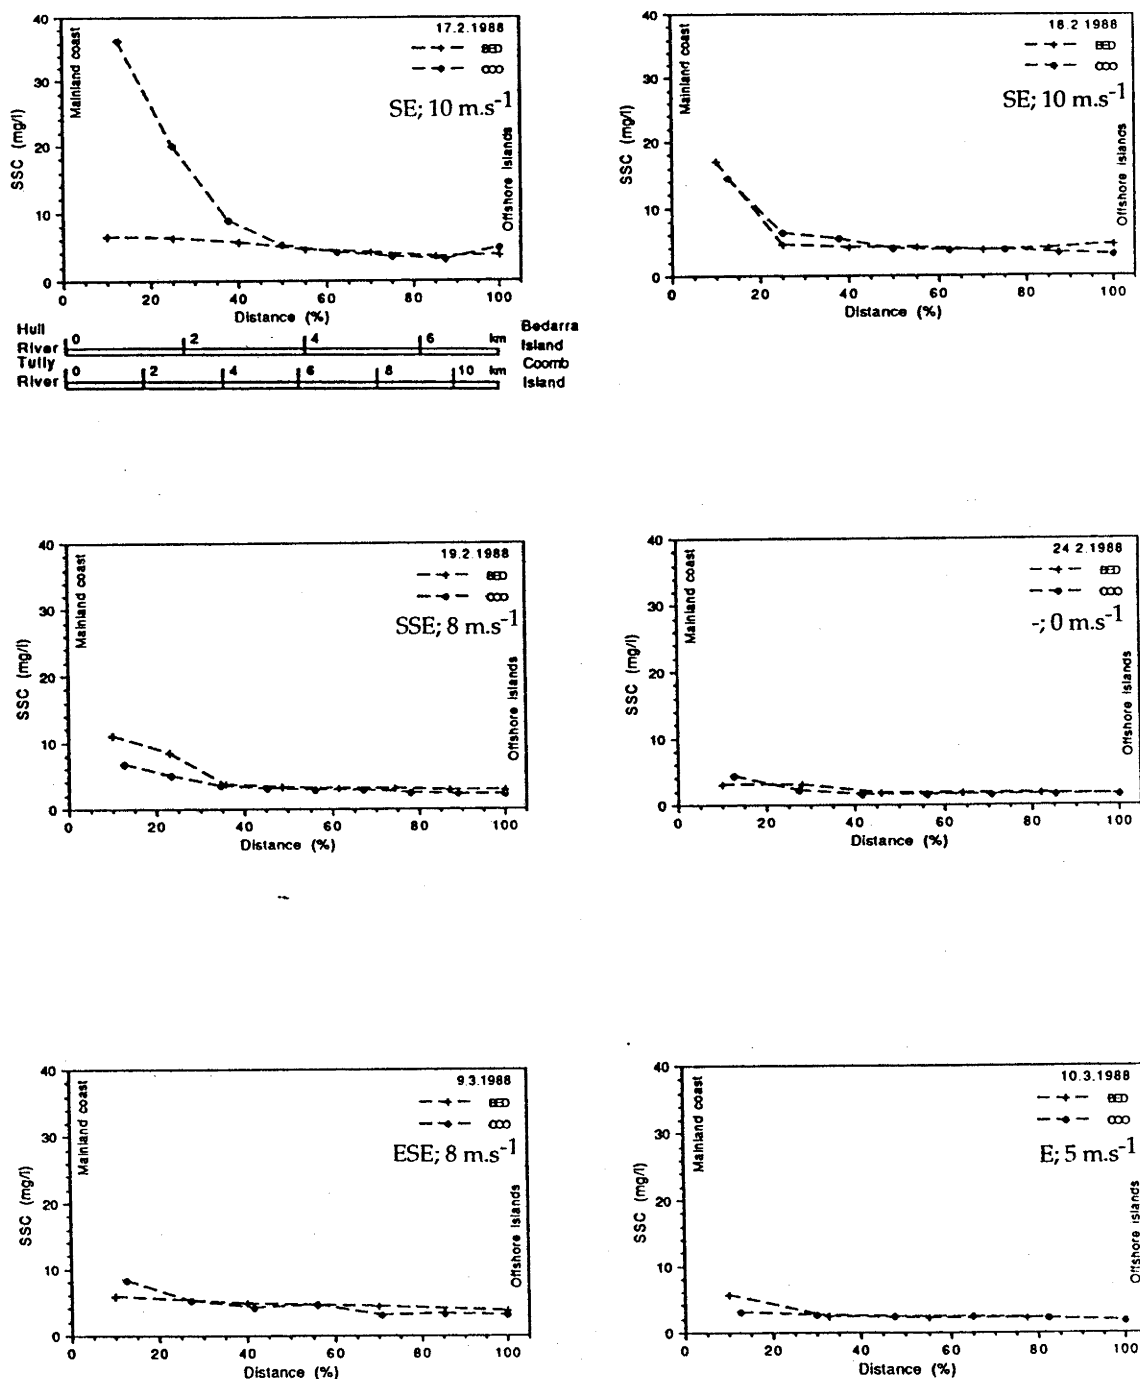 17.2.1988
BED
COO
SE; 10 m.s-1
Mainland coast
Offshore Islands
SSC (mg/l)
40
30
20
10
0
0 20 40 60 80 100
Distance (%)
Hull River 0 2 4 6 km Bedarra Island
Tully River 0 2 4 6 8 10 km Coomb Island
18.2 1988
BED
COO
SE; 10 m.s-1
Mainland coast
Offshore Islands
SSC (mg/l)
40
30
20
10
0
0 20 40 60 80 100
Distance (%)
19.2.1988
BED
COO
SSE; 8 m.s-1
Mainland coast
Offshore Islands
SSC (mg/l)
40
30
20
10
0
0 20 40 60 80 100
Distance (%)
24 2.1988
BED
COO
-; 0 m.s-1
Mainland coast
Offshore Islands
SSC (mg/l)
40
30
20
10
0
0 20 40 60 80 100
Distance (%)
9.3.1988
BED
COO
ESE; 8 m.s-1
Mainland coast
Offshore Islands
SSC (mg/l)
40
30
20
10
0
0 20 40 60 80 100
Distance (%)
10.3.1988
BED
COO
E; 5 m.s-1
Mainland coast
Offshore Islands
SSC (mg/l)
40
30
20
10
0
0 20 40 60 80 100
Distance (%)